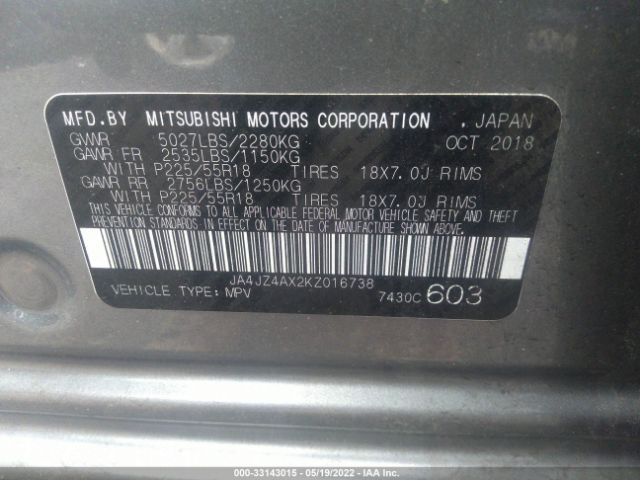 MFD.BY MITSUBISHI MOTORS CORPORATION . JAPAN
GVWR 5027LBS/2280KG OCT 2018
GAWR FR 2535LBS/1150KG
WITH P225/55R18 TIRES 18X7.0J RIMS
GAWR RR 2756LBS/1250KG
WITH P225/55R18 TIRES 18X7.0J RIMS
THIS VEHICLE CONFORMS TO ALL APPLICABLE FEDERAL MOTOR VEHICLE SAFETY AND THEFT
PREVENTION STANDARDS IN EFFECT ON THE DATE OF MANUFACTURE SHOWN ABOVE.
JA4JZ4AX2KZ016738
VEHICLE TYPE: MPV 7430C 603
000-33143015 - 05/19/2022 - IAA Inc.